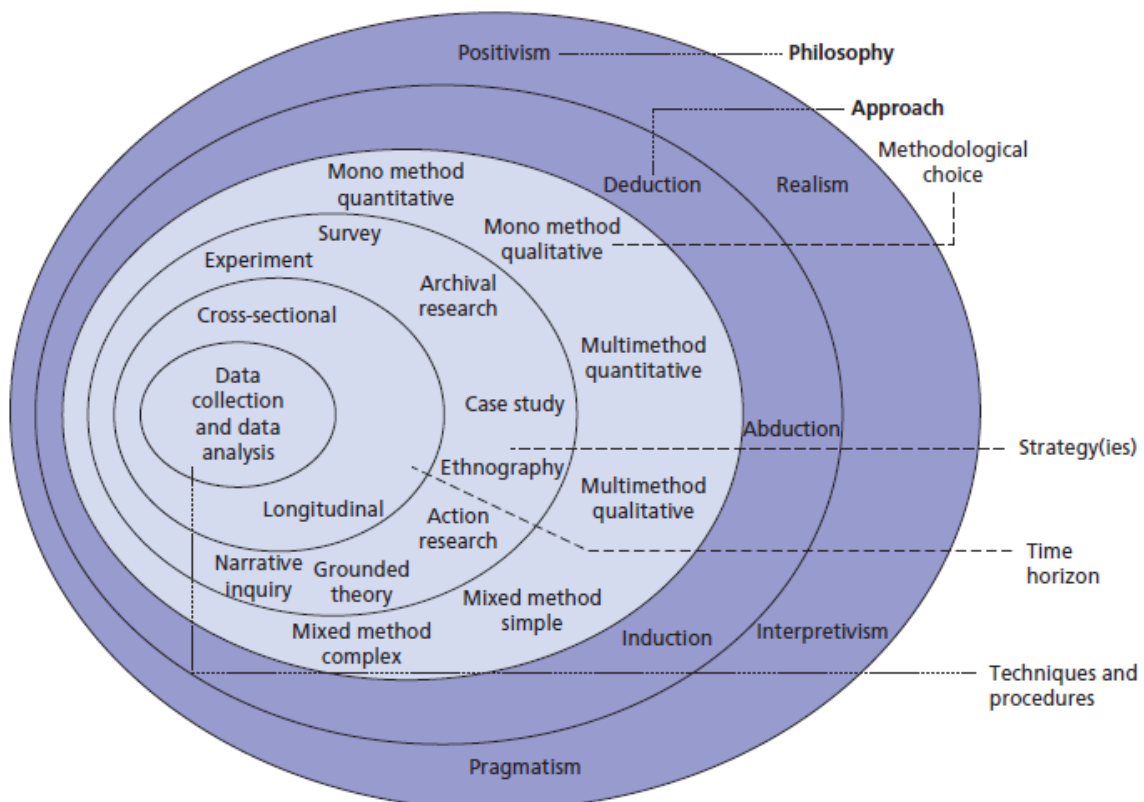 Positivism
Philosophy
Approach
Methodological
choice
Mono method
quantitative
Deduction
Realism
Survey
Mono method
qualitative
Experiment
Archival
research
Cross-sectional
Multimethod
quantitative
Data
collection
and data
analysis
Case study
Abduction
Strategy(ies)
Ethnography
Multimethod
qualitative
Longitudinal
Action
research
Time
horizon
Narrative
inquiry
Grounded
theory
Mixed method
simple
Mixed method
complex
Induction
Interpretivism
Techniques and
procedures
Pragmatism